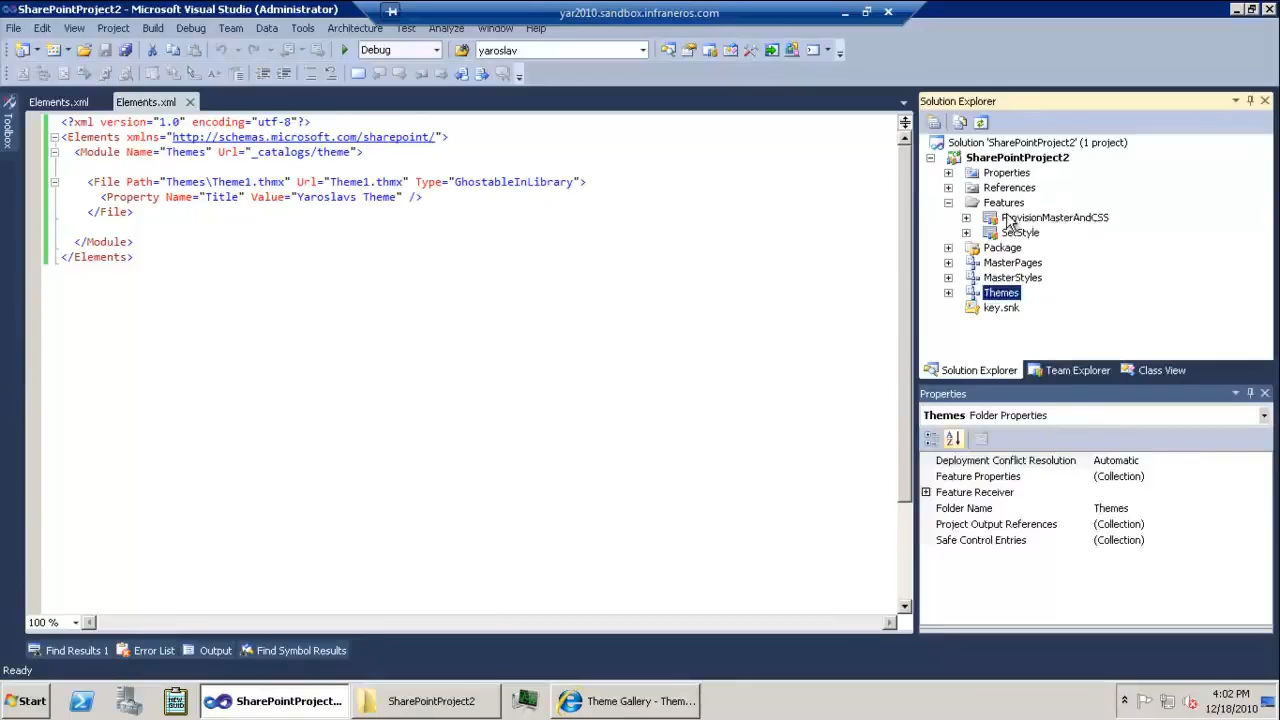 SharePointProject2 - Microsoft Visual Studio (Administrator)
yar2010.sandbox.infraneros.com
File Edit View Project Build Debug Team Data Tools Architecture Test Analyze Window Help
Debug
yaroslav
Toolbox
Elements.xml
Elements.xml
<?xml version="1.0" encoding="utf-8"?>
<Elements xmlns="http://schemas.microsoft.com/sharepoint/">
<Module Name="Themes" Url="_catalogs/theme">
<File Path="Themes\Theme1.thmx" Url="Theme1.thmx" Type="GhostableInLibrary">
<Property Name="Title" Value="Yaroslavs Theme" />
</File>
</Module>
</Elements>
100 %
Solution Explorer
Solution 'SharePointProject2' (1 project)
SharePointProject2
Properties
References
Features
ProvisionMasterAndCSS
SetStyle
Package
MasterPages
MasterStyles
Themes
key.snk
Solution Explorer Team Explorer Class View
Properties
Themes Folder Properties
Deployment Conflict Resolution Automatic
Feature Properties (Collection)
Feature Receiver
Folder Name Themes
Project Output References (Collection)
Safe Control Entries (Collection)
Find Results 1 Error List Output Find Symbol Results
Ready
Start
SharePointProject...
SharePointProject2
Theme Gallery - Them...
4:02 PM
12/18/2010